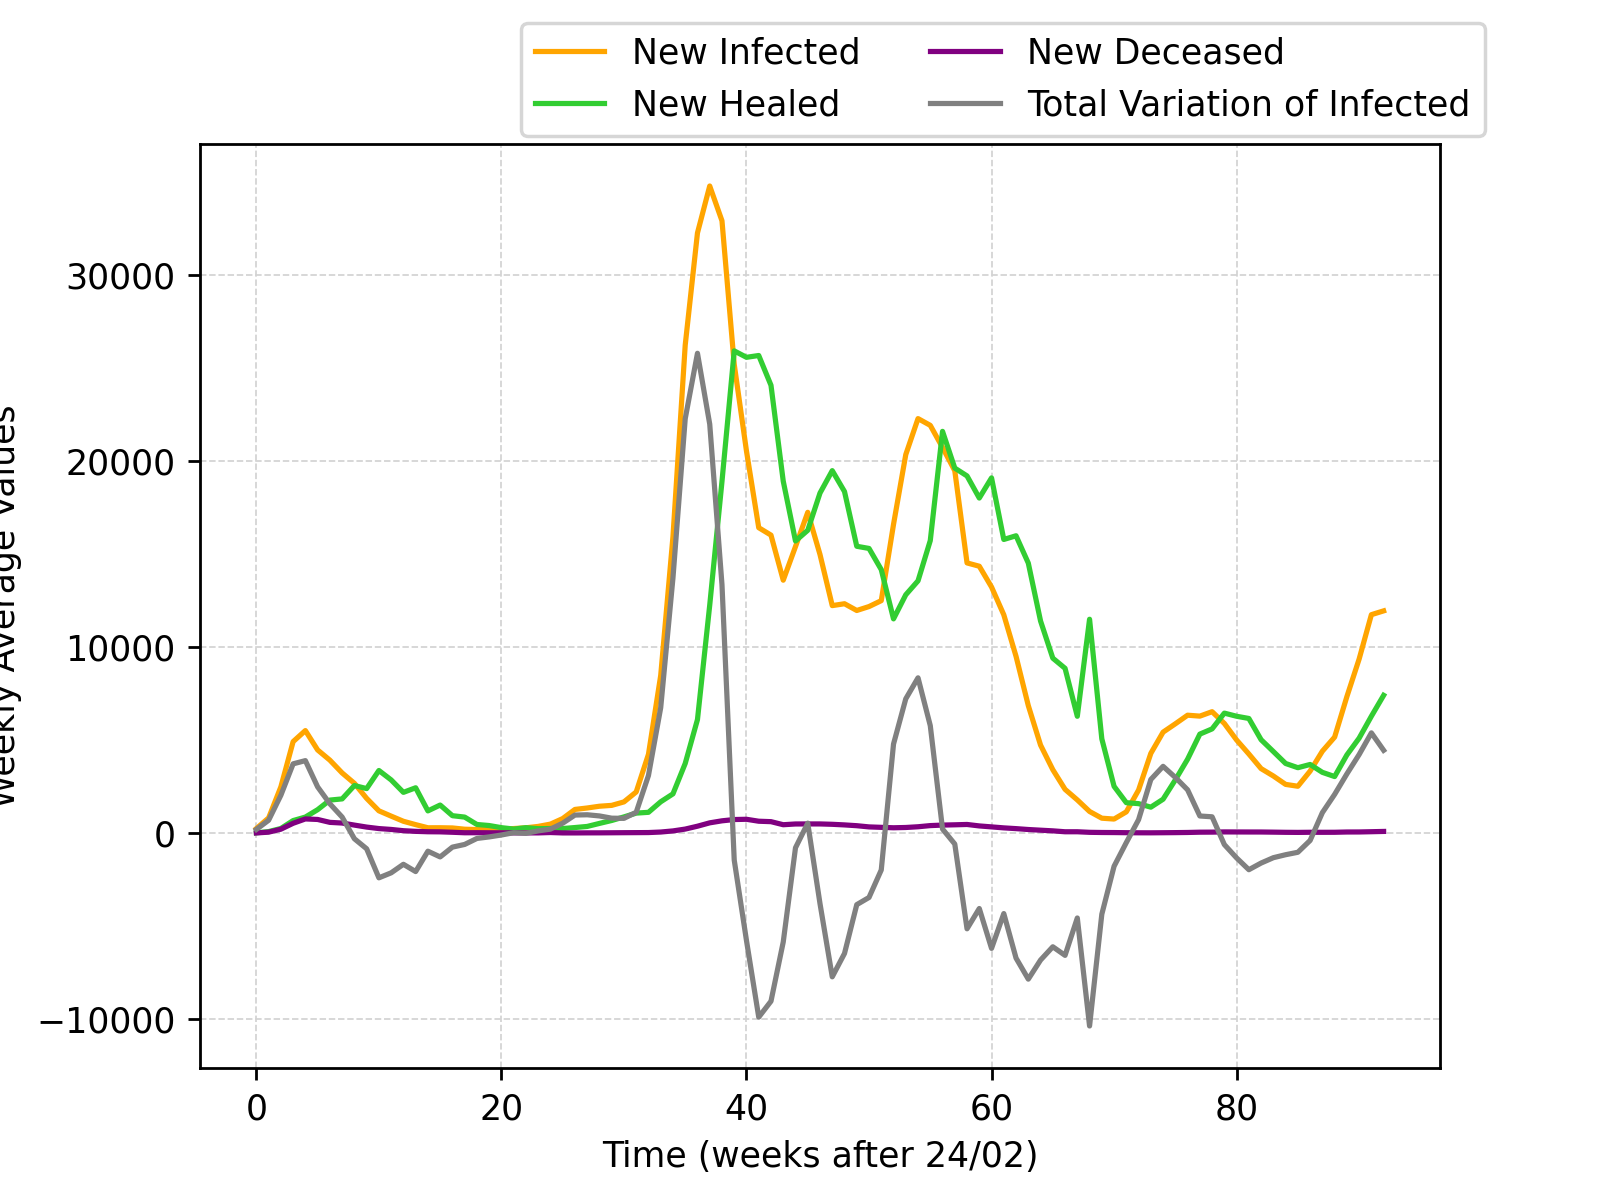 New Infected
New Healed
New Deceased
Total Variation of Infected
Weekly Average Values
30000
20000
10000
0
−10000
0 20 40 60 80
Time (weeks after 24/02)